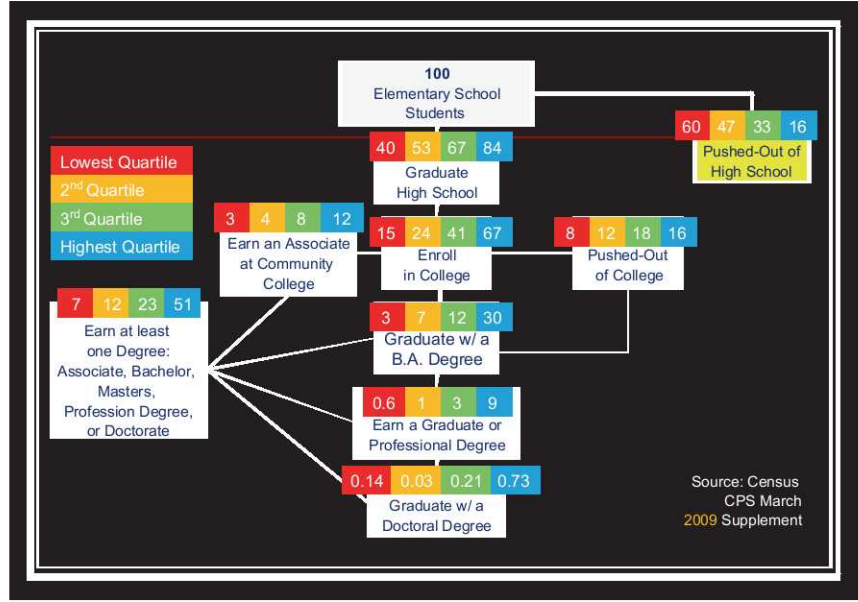 100
Elementary School
Students
60 47 33 16
Pushed-Out of
High School
40 53 67 84
Graduate
High School
Lowest Quartile
2nd Quartile
3rd Quartile
Highest Quartile
3 4 8 12
Earn an Associate
at Community
College
15 24 41 67
Enroll
in College
8 12 18 16
Pushed-Out
of College
7 12 23 51
Earn at least
one Degree:
Associate, Bachelor,
Masters,
Profession Degree,
or Doctorate
3 7 12 30
Graduate w/ a
B.A. Degree
0.6 1 3 9
Earn a Graduate or
Professional Degree
0.14 0.03 0.21 0.73
Graduate w/ a
Doctoral Degree
Source: Census
CPS March
2009 Supplement